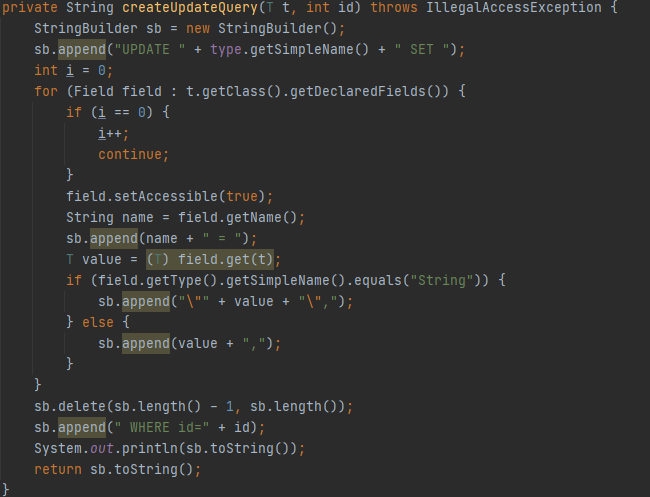 private String createUpdateQuery(T t, int id) throws IllegalAccessException {
    StringBuilder sb = new StringBuilder();
    sb.append("UPDATE " + type.getSimpleName() + " SET ");
    int i = 0;
    for (Field field : t.getClass().getDeclaredFields()) {
        if (i == 0) {
            i++;
            continue;
        }
        field.setAccessible(true);
        String name = field.getName();
        sb.append(name + " = ");
        T value = (T) field.get(t);
        if (field.getType().getSimpleName().equals("String")) {
            sb.append("\"" + value + "\",");
        } else {
            sb.append(value + ",");
        }
    }
    sb.delete(sb.length() - 1, sb.length());
    sb.append(" WHERE id=" + id);
    System.out.println(sb.toString());
    return sb.toString();
}